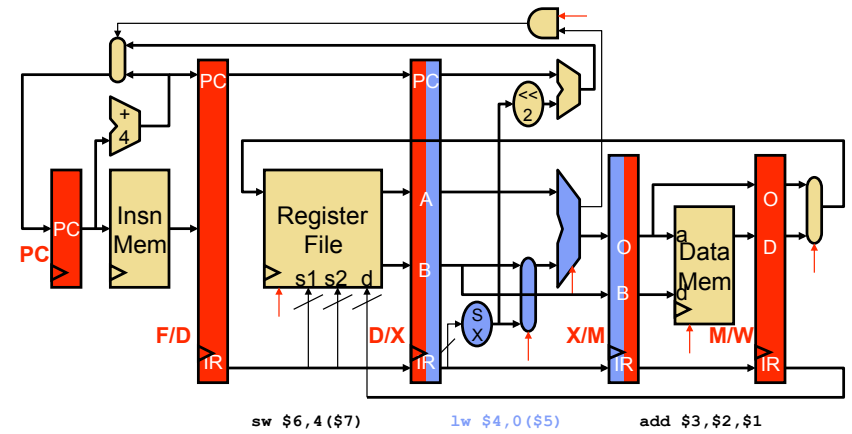 PC
PC
<<
2
+
4
PC
PC
Insn
Mem
Register
File
s1 s2 d
A
B
S
X
O
B
a
Data
Mem
d
O
D
F/D
D/X
X/M
M/W
IR
IR
IR
IR
sw $6,4($7)
lw $4,0($5)
add $3,$2,$1